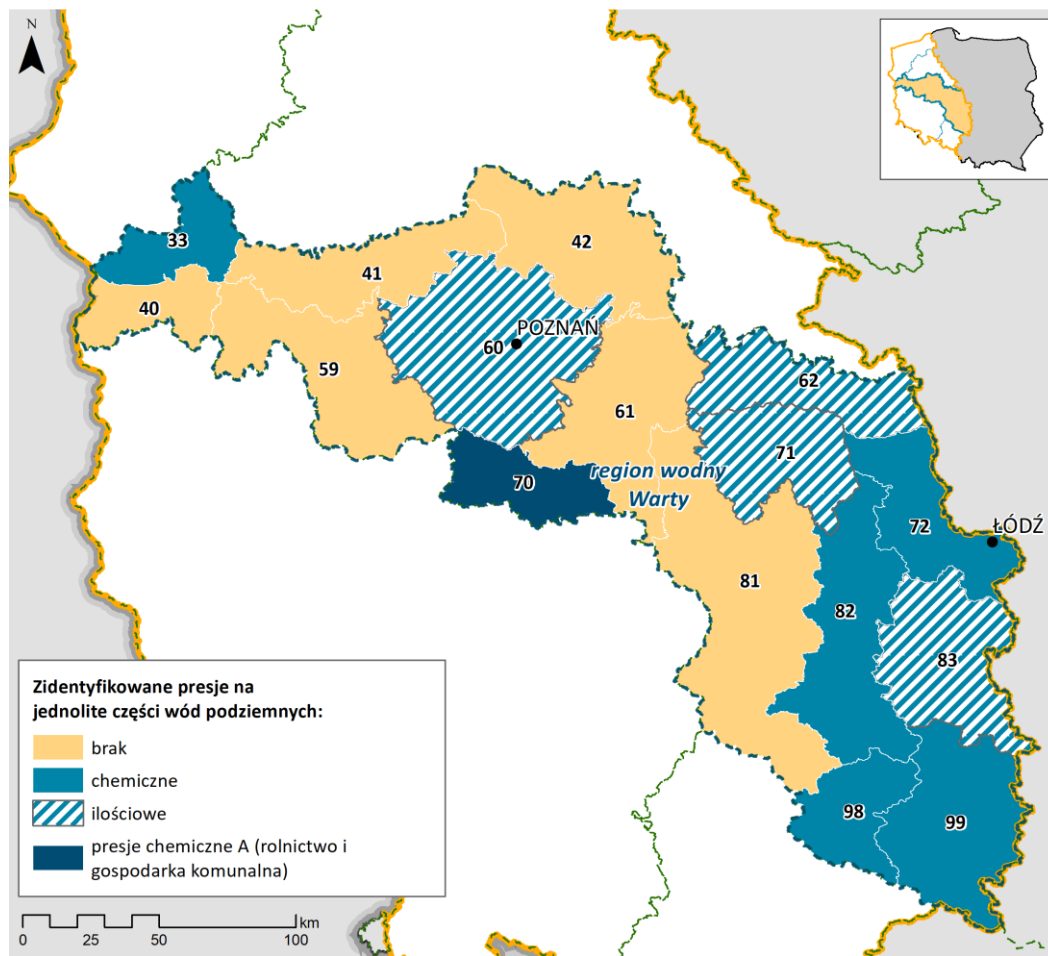 N
33
42
41
40
POZNAŃ
60
59
62
61
71
region wodny
Warty
70
72
ŁÓDŹ
81
82
83
98
99
Zidentyfikowane presje na
jednolite części wód podziemnych:
brak
chemiczne
ilościowe
presje chemiczne A (rolnictwo i
gospodarka komunalna)
km
0 25 50 100